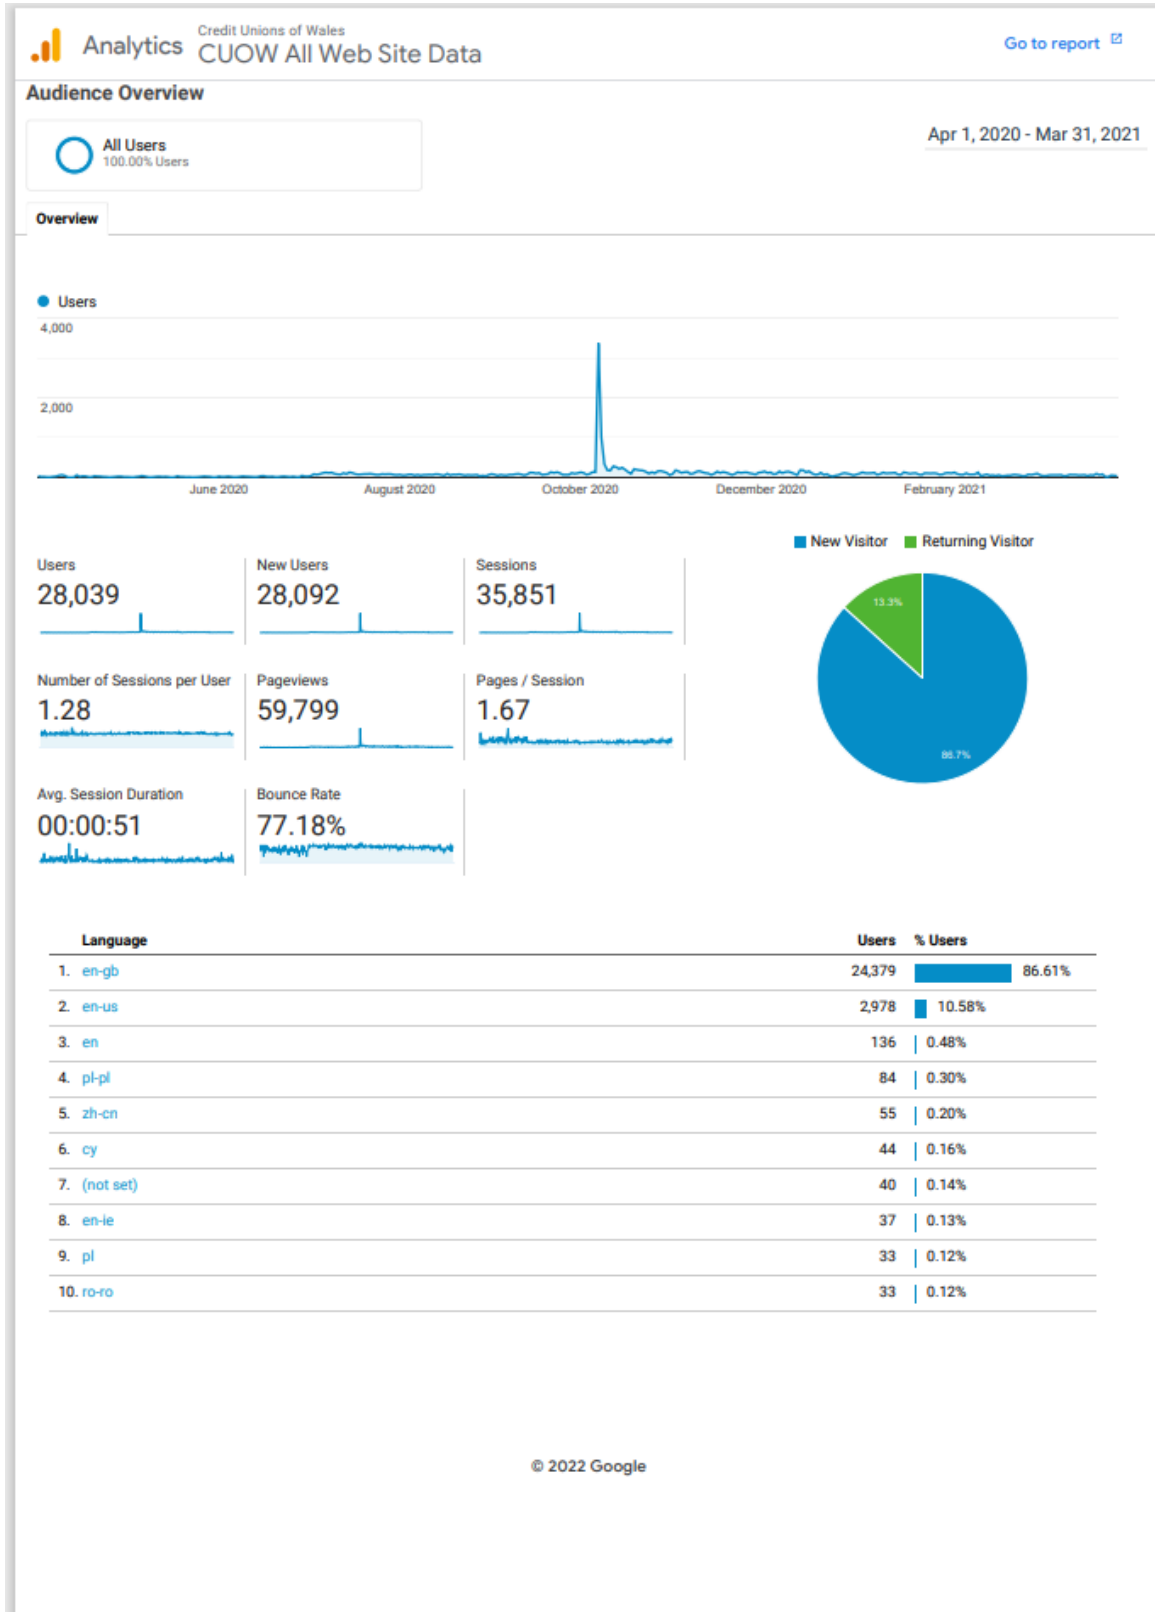 Analytics
Credit Unions of Wales
CUOW All Web Site Data
Go to report
Audience Overview
All Users
100.00% Users
Apr 1, 2020 - Mar 31, 2021
Overview
Users
4,000
2,000
June 2020 August 2020 October 2020 December 2020 February 2021
New Visitor Returning Visitor
Users New Users Sessions
28,039 28,092 35,851
13.3%
Number of Sessions per User Pageviews Pages / Session
1.28 59,799 1.67
86.7%
Avg. Session Duration Bounce Rate
00:00:51 77.18%
Language Users % Users
1. en-gb 24,379 86.61%
2. en-us 2,978 10.58%
3. en 136 0.48%
4. pl-pl 84 0.30%
5. zh-cn 55 0.20%
6. cy 44 0.16%
7. (not set) 40 0.14%
8. en-ie 37 0.13%
9. pl 33 0.12%
10. ro-ro 33 0.12%
© 2022 Google